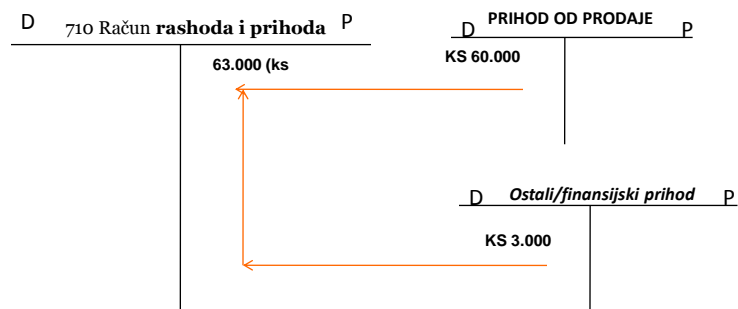 D 710 Račun rashoda i prihoda P
63.000 (ks
PRIHOD OD PRODAJE
D P
KS 60.000
D Ostali/finansijski prihod P
KS 3.000